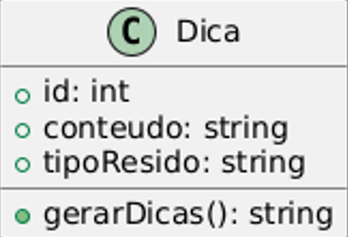 C Dica
id: int
conteudo: string
tipoResido: string
gerarDicas(): string